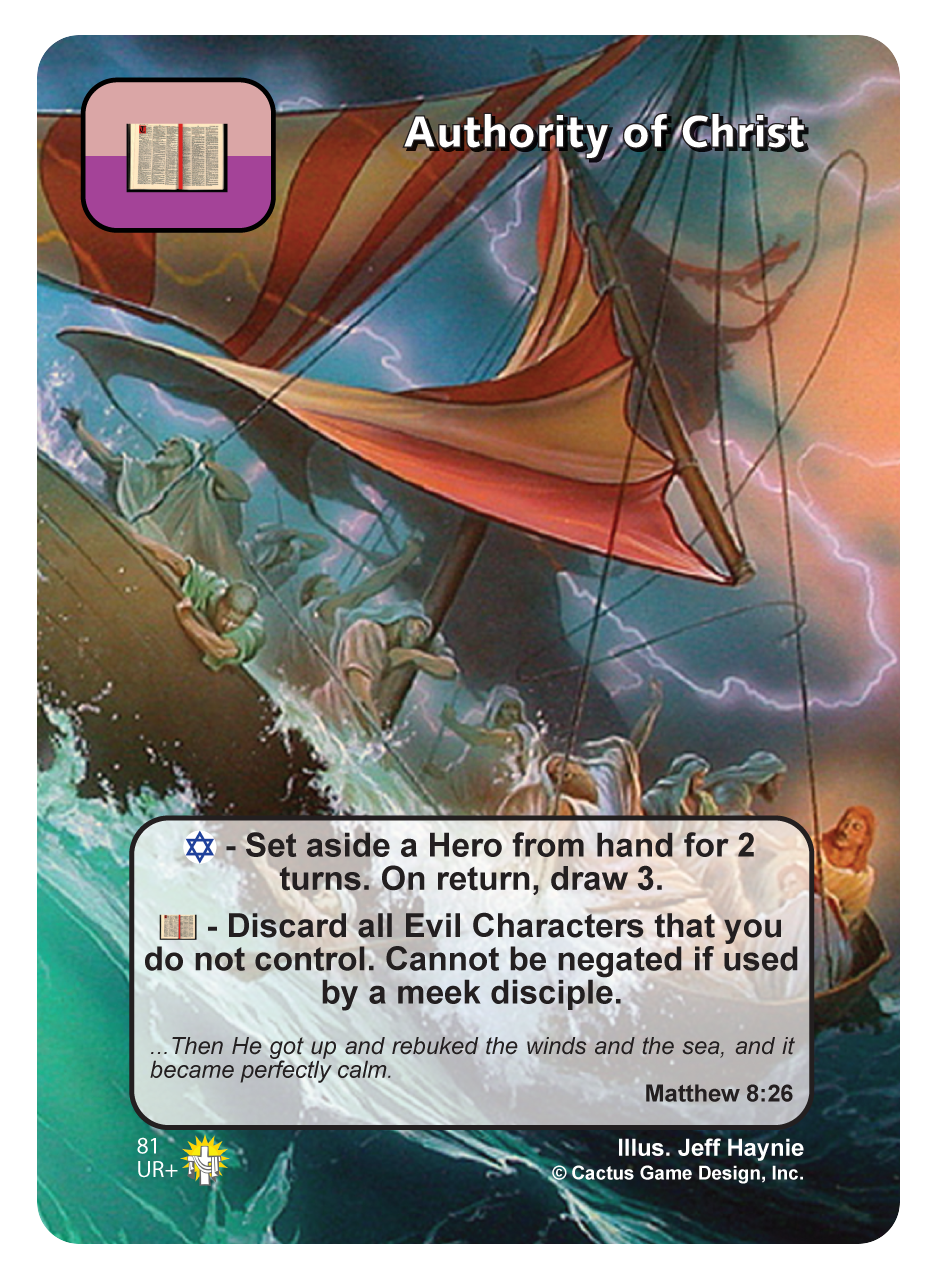 Authority of Christ
✡ - Set aside a Hero from hand for 2
turns. On return, draw 3.
- Discard all Evil Characters that you
do not control. Cannot be negated if used
by a meek disciple.
...Then He got up and rebuked the winds and the sea, and it
became perfectly calm.
Matthew 8:26
81
UR+
Illus. Jeff Haynie
© Cactus Game Design, Inc.